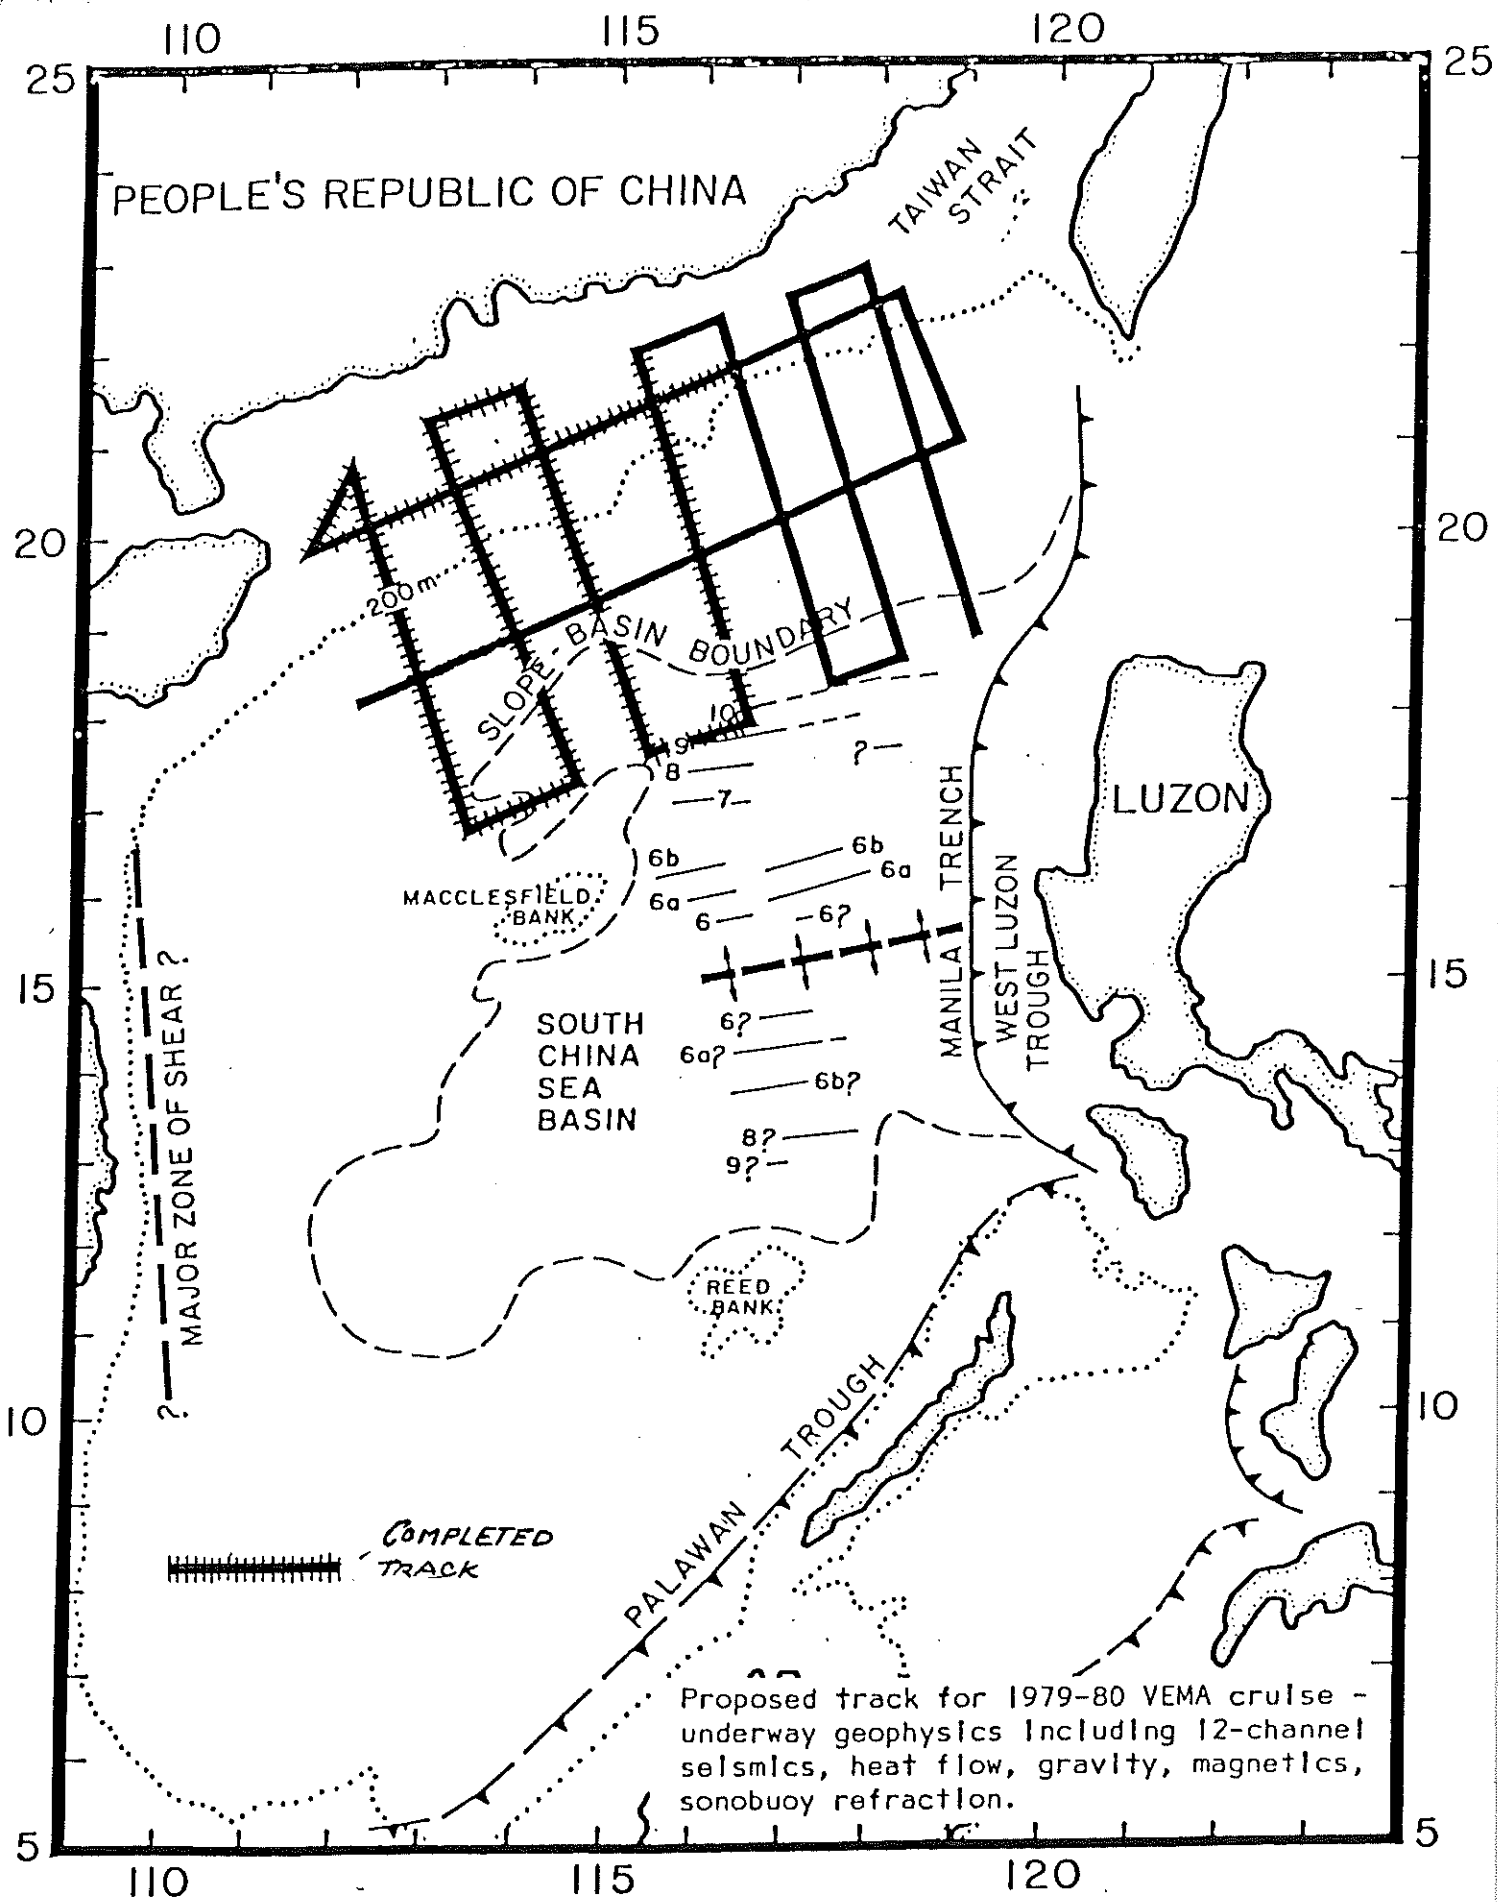 110 115 120
25 25
PEOPLE'S REPUBLIC OF CHINA
TAIWAN
STRAIT
20 20
200m
SLOPE - BASIN BOUNDARY
10
9
8
7
?
LUZON
6b 6b
6a 6a
6 6?
MACCLESFIELD
BANK
MANILA TRENCH
WEST LUZON
TROUGH
15 15
? MAJOR ZONE OF SHEAR ?
?
SOUTH
CHINA
SEA
BASIN
6?
6a?
6b?
8?
9?
REED
BANK
10 10
PALAWAN TROUGH
COMPLETED
TRACK
Proposed track for 1979-80 VEMA cruise -
underway geophysics including 12-channel
seismics, heat flow, gravity, magnetics,
sonobuoy refraction.
5 5
110 115 120